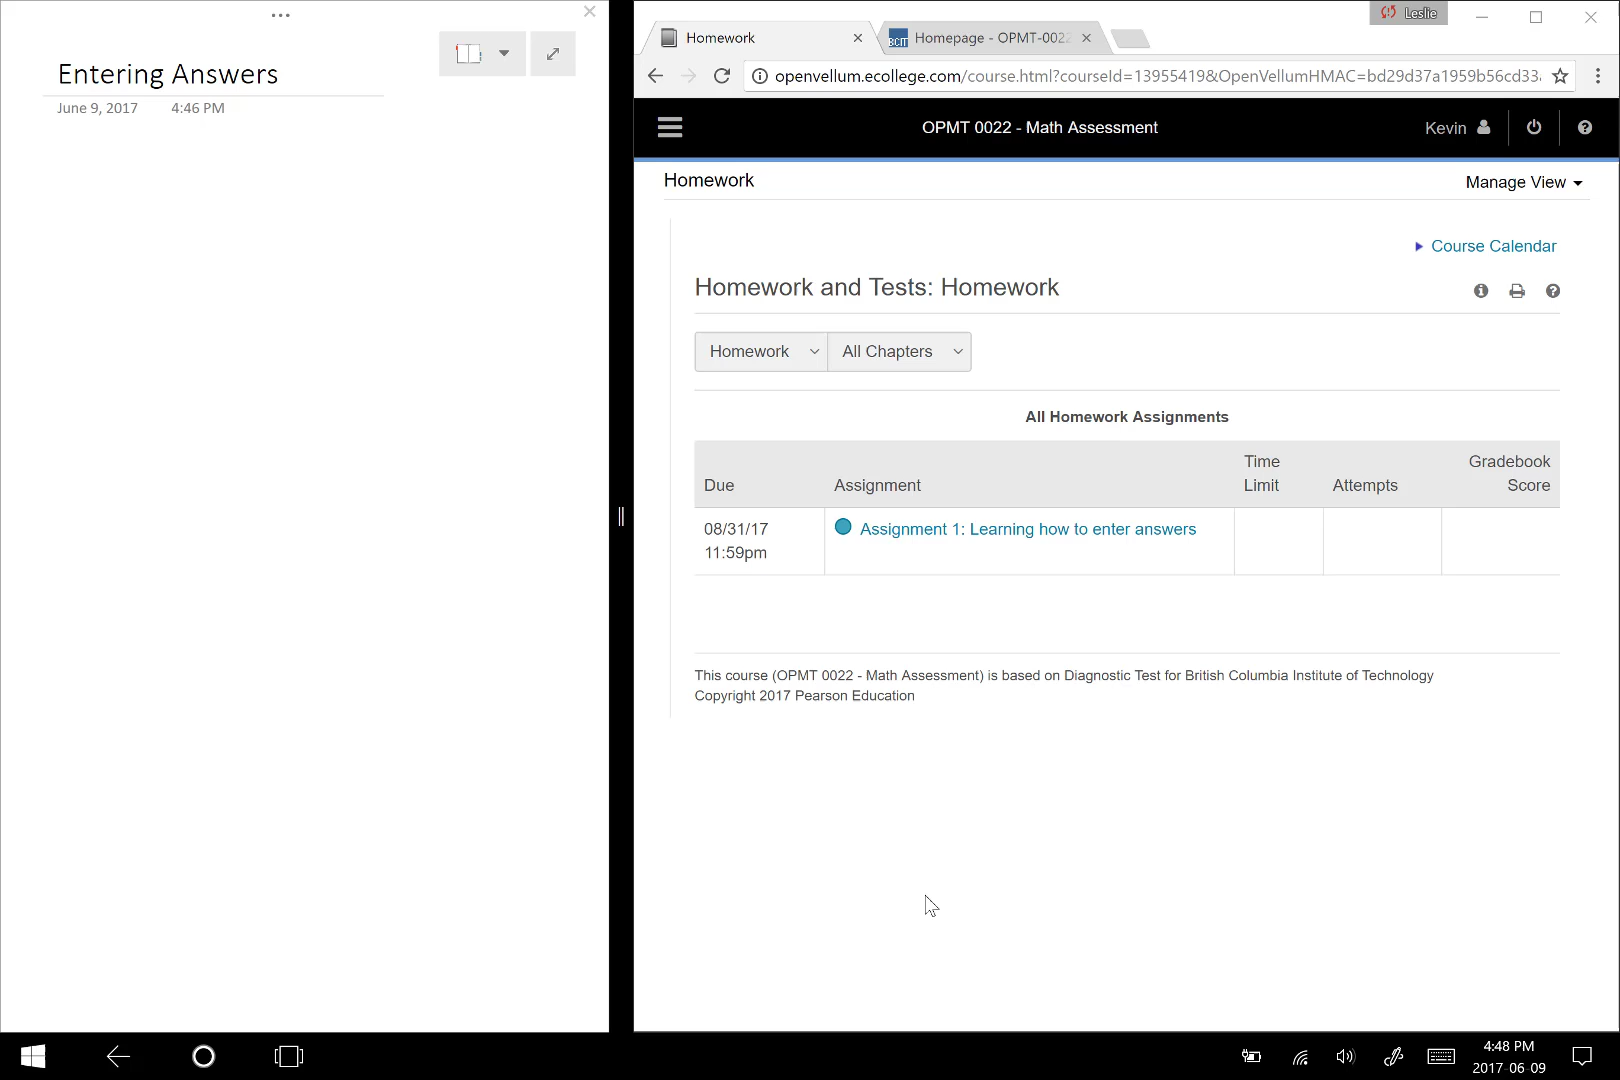 Entering Answers
June 9, 2017 4:46 PM
Leslie
Homework
Homepage - OPMT-0022
openvellum.ecollege.com/course.html?courseId=13955419&OpenVellumHMAC=bd29d37a1959b56cd33
OPMT 0022 - Math Assessment
Kevin
Homework
Manage View
Course Calendar
Homework and Tests: Homework
Homework All Chapters
All Homework Assignments
Due Assignment Time Limit Attempts Gradebook Score
08/31/17 11:59pm Assignment 1: Learning how to enter answers
This course (OPMT 0022 - Math Assessment) is based on Diagnostic Test for British Columbia Institute of Technology
Copyright 2017 Pearson Education
4:48 PM
2017-06-09